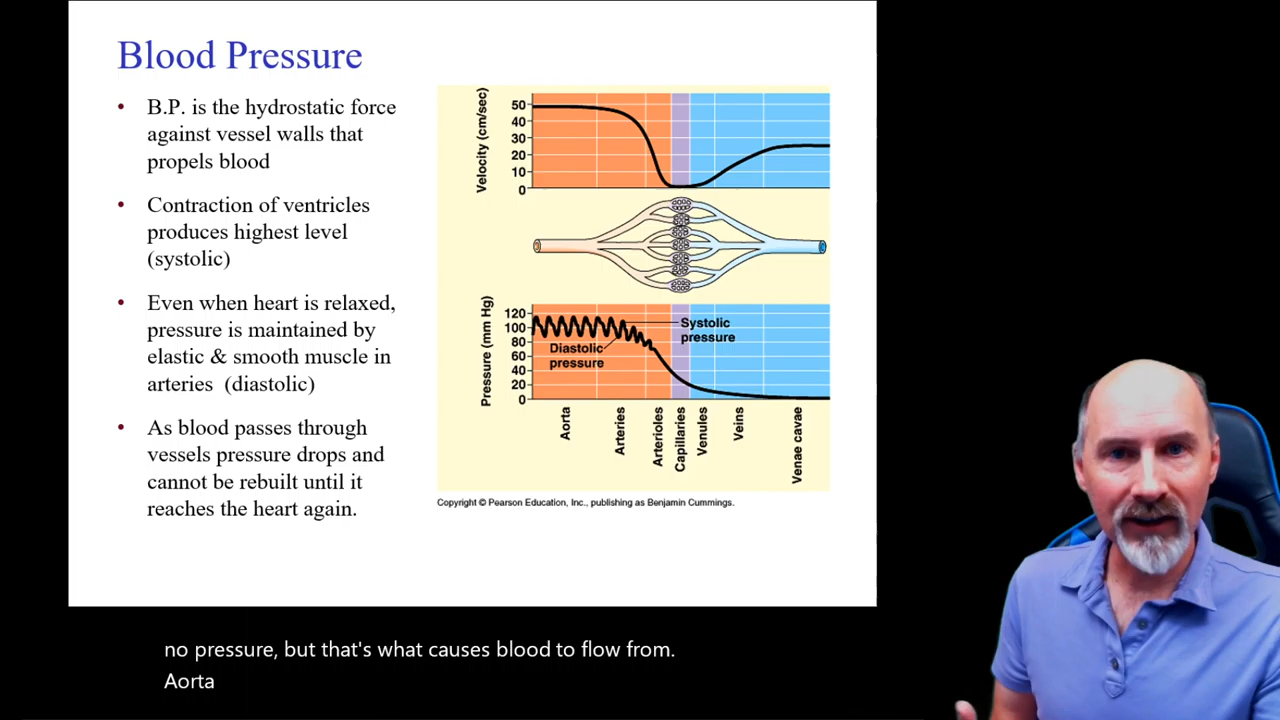 Blood Pressure
• B.P. is the hydrostatic force
against vessel walls that
propels blood
• Contraction of ventricles
produces highest level
(systolic)
• Even when heart is relaxed,
pressure is maintained by
elastic & smooth muscle in
arteries (diastolic)
• As blood passes through
vessels pressure drops and
cannot be rebuilt until it
reaches the heart again.
Velocity (cm/sec)
50
40
30
20
10
0
Pressure (mm Hg)
120
100
80
60
40
20
0
Systolic
pressure
Diastolic
pressure
Aorta
Arteries
Arterioles
Capillaries
Venules
Veins
Venae cavae
Copyright © Pearson Education, Inc., publishing as Benjamin Cummings.
no pressure, but that's what causes blood to flow from.
Aorta